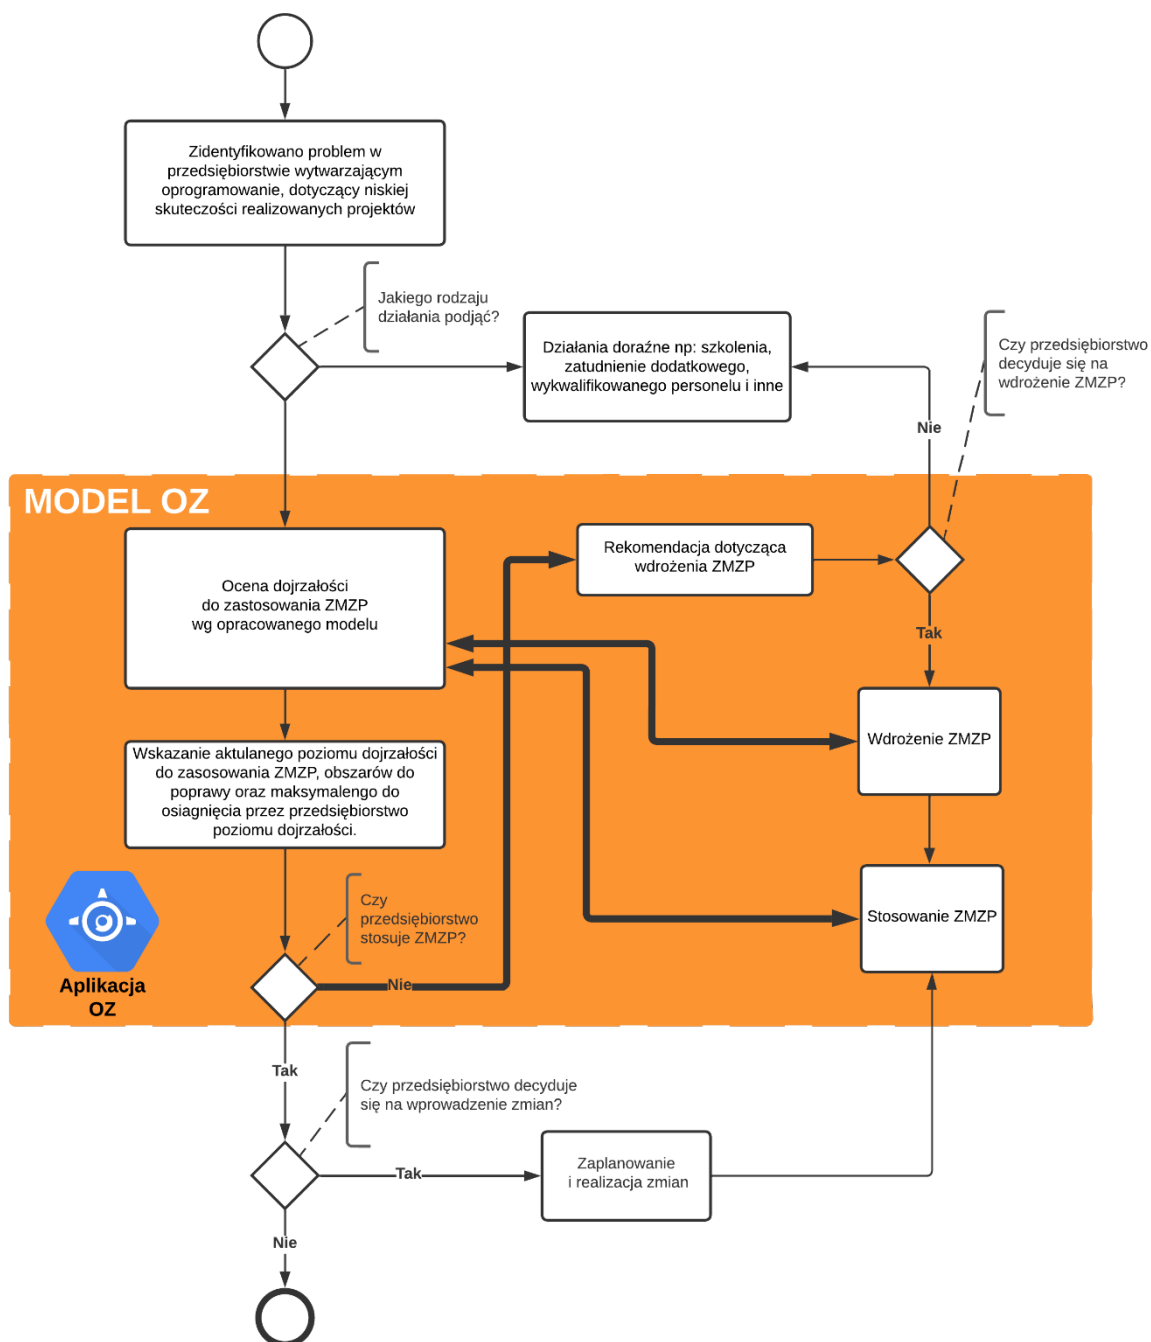 Zidentyfikowano problem w
przedsiębiorstwie wytwarzającym
oprogramowanie, dotyczący niskiej
skuteczości realizowanych projektów
Jakiego rodzaju
działania podjąć?
Działania doraźne np: szkolenia,
zatudnienie dodatkowego,
wykwalifikowanego personelu i inne
Czy przedsiębiorstwo
decyduje się na
wdrożenie ZMZP?
Nie
MODEL OZ
Ocena dojrzałości
do zastosowania ZMZP
wg opracowanego modelu
Rekomendacja dotycząca
wdrożenia ZMZP
Tak
Wdrożenie ZMZP
Wskazanie aktulanego poziomu dojrzałości
do zasosowania ZMZP, obszarów do
poprawy oraz maksymalengo do
osiagnięcia przez przedsiębiorstwo
poziomu dojrzałości.
Czy
przedsiębiorstwo
stosuje ZMZP?
Stosowanie ZMZP
Aplikacja
OZ
Nie
Tak
Czy przedsiębiorstwo decyduje
się na wprowadzenie zmian?
Tak
Zaplanowanie
i realizacja zmian
Nie